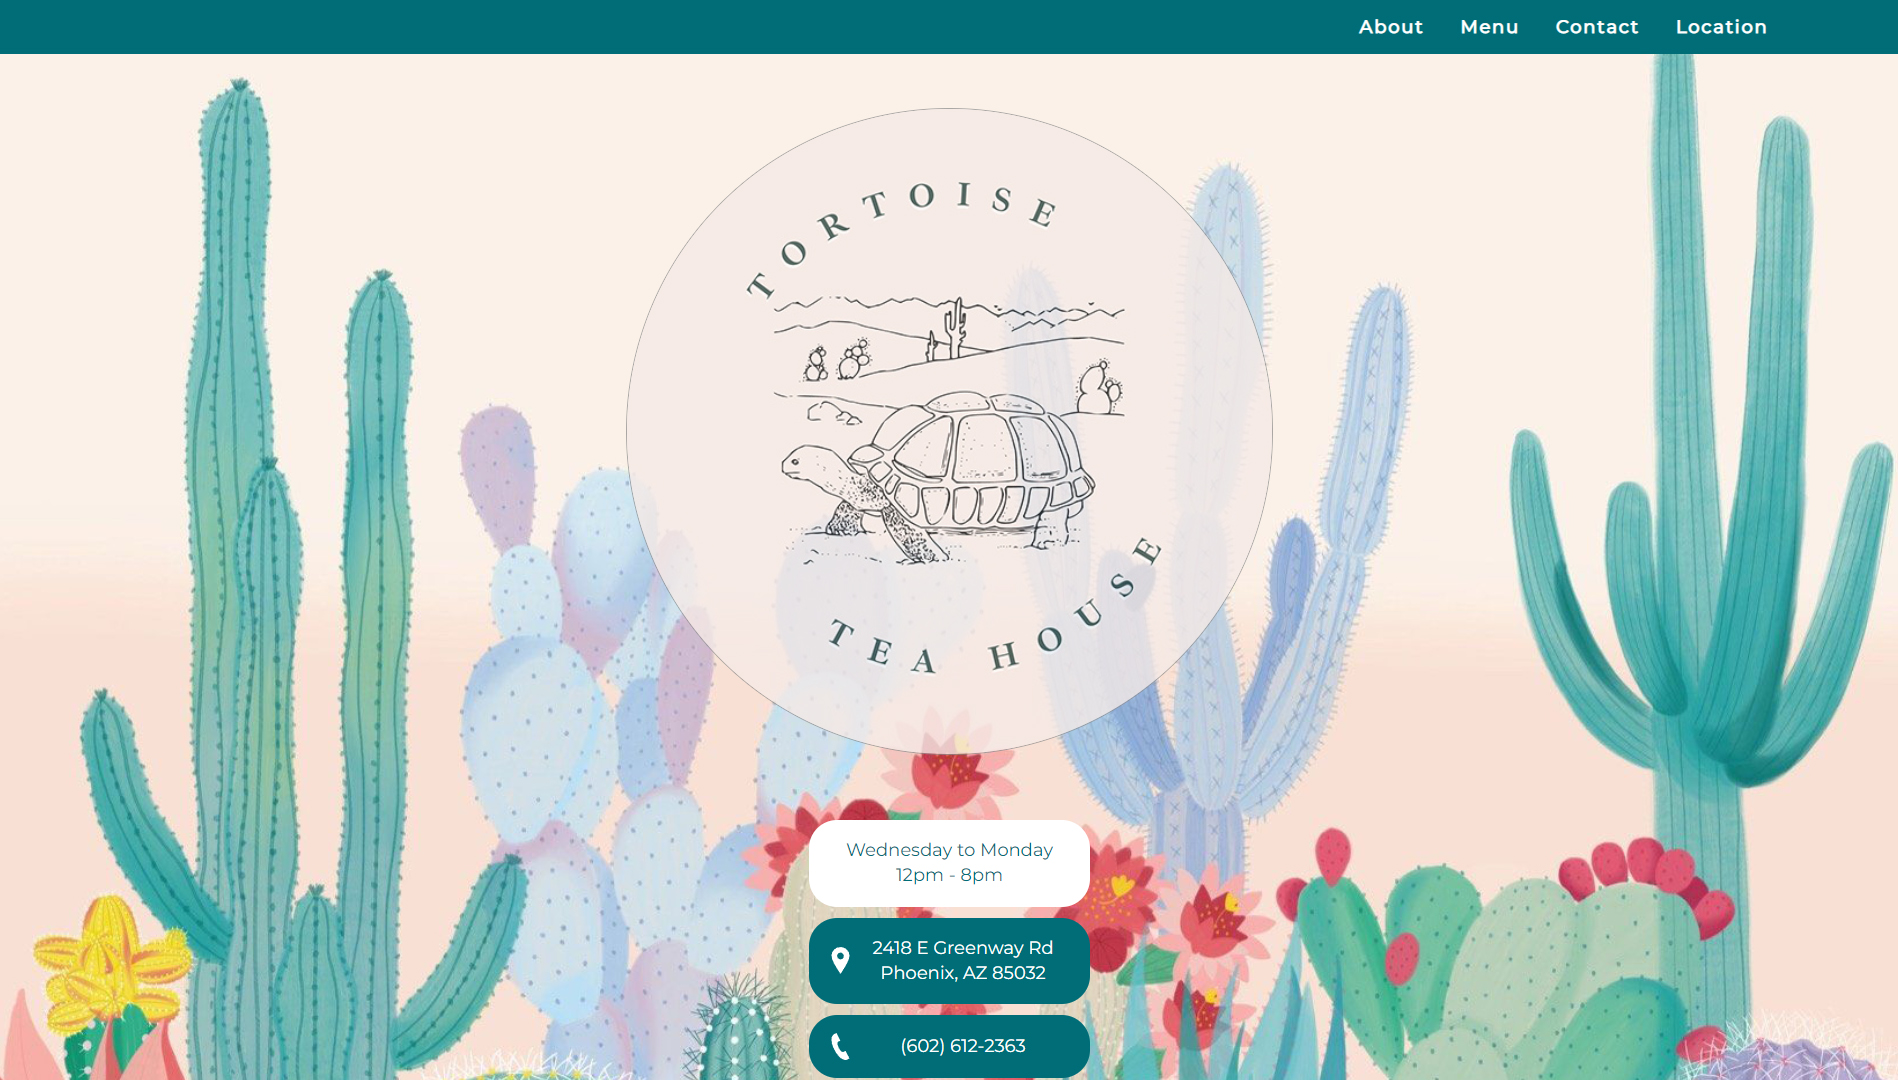 About Menu Contact Location
TORTOISE
TEA HOUSE
Wednesday to Monday
12pm - 8pm
2418 E Greenway Rd
Phoenix, AZ 85032
(602) 612-2363